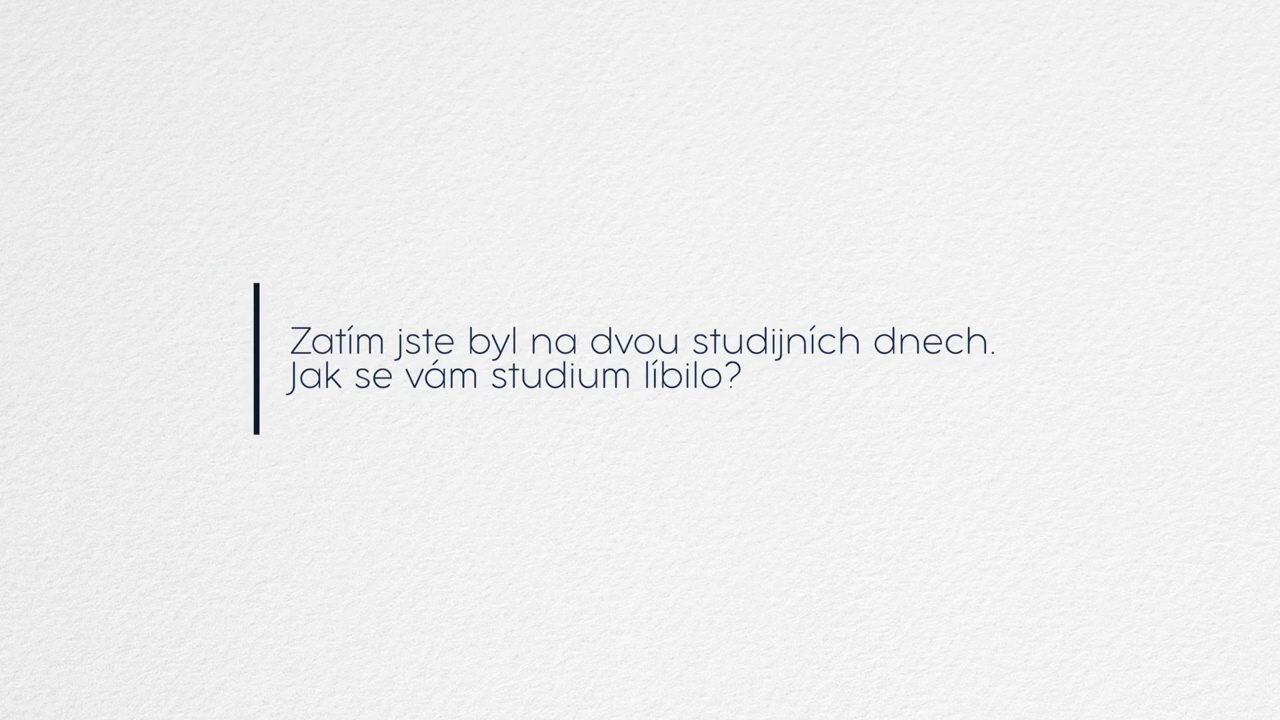 Zatím jste byl na dvou studijních dnech.
Jak se vám studium líbilo?